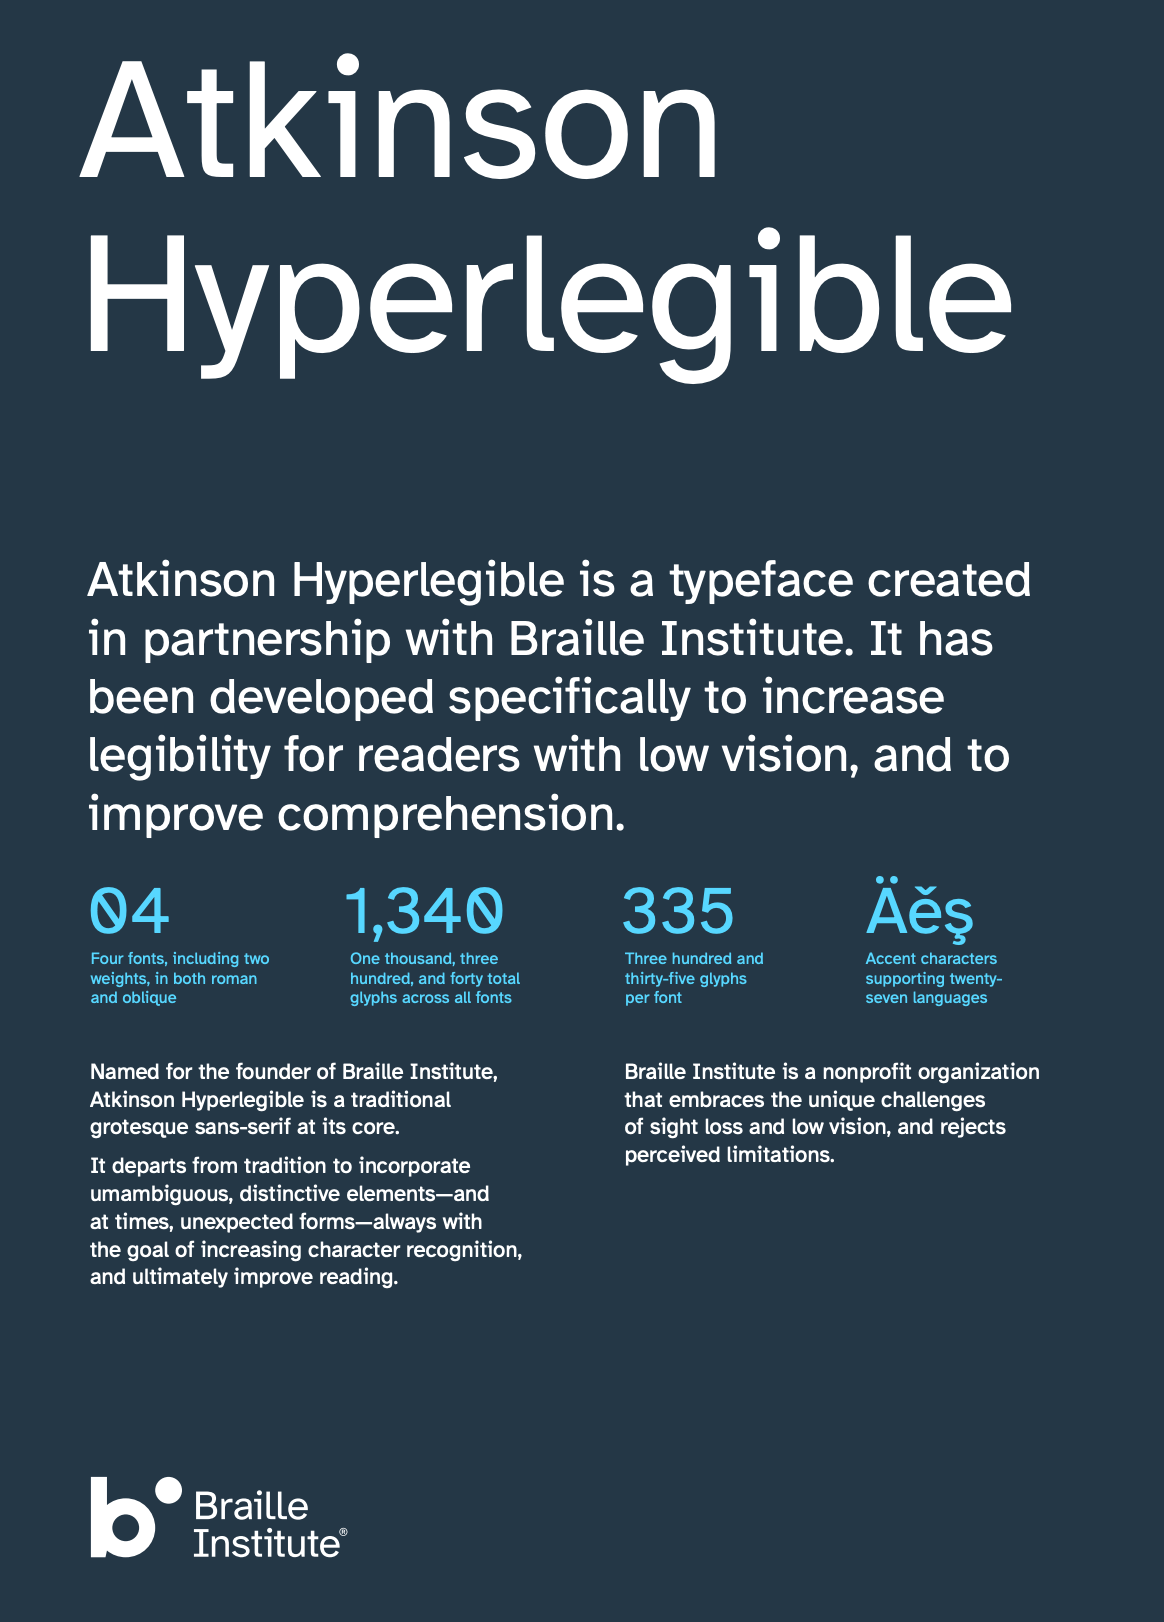 Atkinson
Hyperlegible
Atkinson Hyperlegible is a typeface created
in partnership with Braille Institute. It has
been developed specifically to increase
legibility for readers with low vision, and to
improve comprehension.
04
Four fonts, including two
weights, in both roman
and oblique
1,340
One thousand, three
hundred, and forty total
glyphs across all fonts
335
Three hundred and
thirty-five glyphs
per font
Äěş
Accent characters
supporting twenty-
seven languages
Named for the founder of Braille Institute,
Atkinson Hyperlegible is a traditional
grotesque sans-serif at its core.
It departs from tradition to incorporate
umambiguous, distinctive elements—and
at times, unexpected forms—always with
the goal of increasing character recognition,
and ultimately improve reading.
Braille Institute is a nonprofit organization
that embraces the unique challenges
of sight loss and low vision, and rejects
perceived limitations.
b
Braille
Institute®